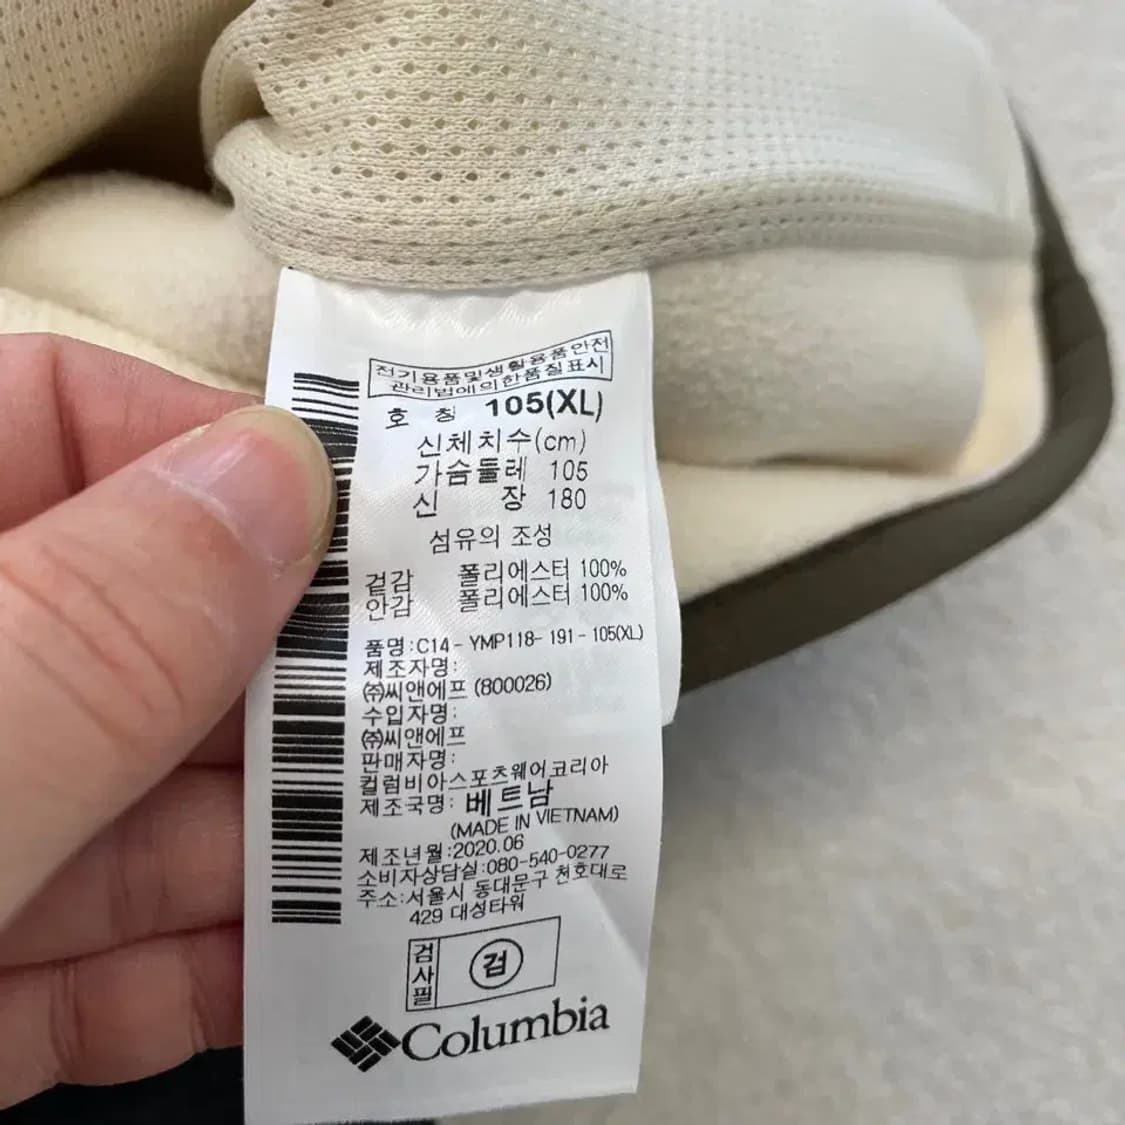 전기용품및생활용품안전
관리법에의한품질표시
호 칭 105(XL)
신체치수(cm)
가슴둘레 105
신 장 180
섬유의 조성
겉감 폴리에스터 100%
안감 폴리에스터 100%
품명:C14-YMP118-191-105(XL)
제조자명:
㈜씨앤에프 (800026)
수입자명:
㈜씨앤에프
판매자명:
컬럼비아스포츠웨어코리아
제조국명: 베트남
(MADE IN VIETNAM)
제조년월:2020.06
소비자상담실:080-540-0277
주소:서울시 동대문구 천호대로
429 대성타워
검사필 검
Columbia